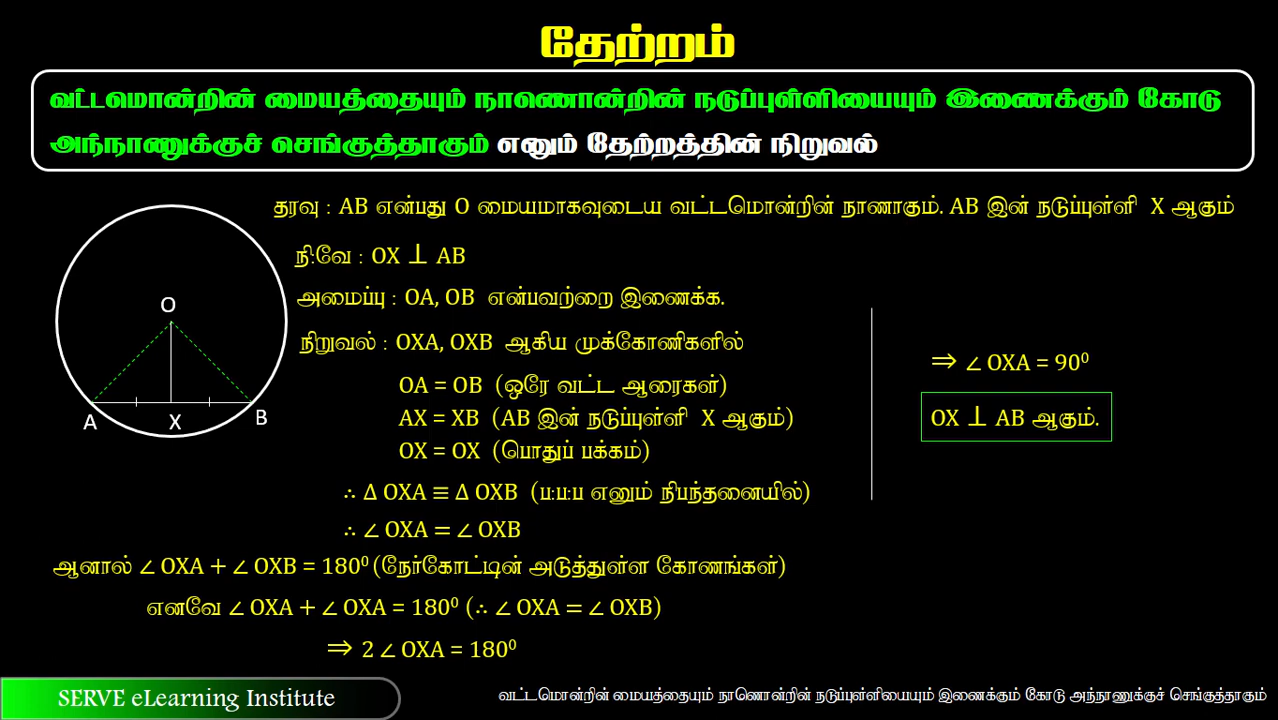 தேற்றம்
வட்டமொன்றின் மையத்தையும் நாணொன்றின் நடுப்புள்ளியையும் இணைக்கும் கோடு
அந்நாணுக்குச் செங்குத்தாகும் எனும் தேற்றத்தின் நிறுவல்
தரவு : AB என்பது O மையமாகவுடைய வட்டமொன்றின் நாணாகும். AB இன் நடுப்புள்ளி X ஆகும்
நி:வே : OX ⊥ AB
அமைப்பு : OA, OB என்பவற்றை இணைக்க.
நிறுவல் : OXA, OXB ஆகிய முக்கோணிகளில்
OA = OB (ஒரே வட்ட ஆரைகள்)
AX = XB (AB இன் நடுப்புள்ளி X ஆகும்)
OX = OX (பொதுப் பக்கம்)
∴ Δ OXA ≡ Δ OXB (ப:ப:ப எனும் நிபந்தனையில்)
∴ ∠ OXA = ∠ OXB
ஆனால் ∠ OXA + ∠ OXB = 180⁰ (நேர்கோட்டின் அடுத்துள்ள கோணங்கள்)
எனவே ∠ OXA + ∠ OXA = 180⁰ (∴ ∠ OXA = ∠ OXB)
⇒ 2 ∠ OXA = 180⁰
⇒ ∠ OXA = 90⁰
OX ⊥ AB ஆகும்.
O
A
X
B
SERVE eLearning Institute
வட்டமொன்றின் மையத்தையும் நாணொன்றின் நடுப்புள்ளியையும் இணைக்கும் கோடு அந்நாணுக்குச் செங்குத்தாகும்